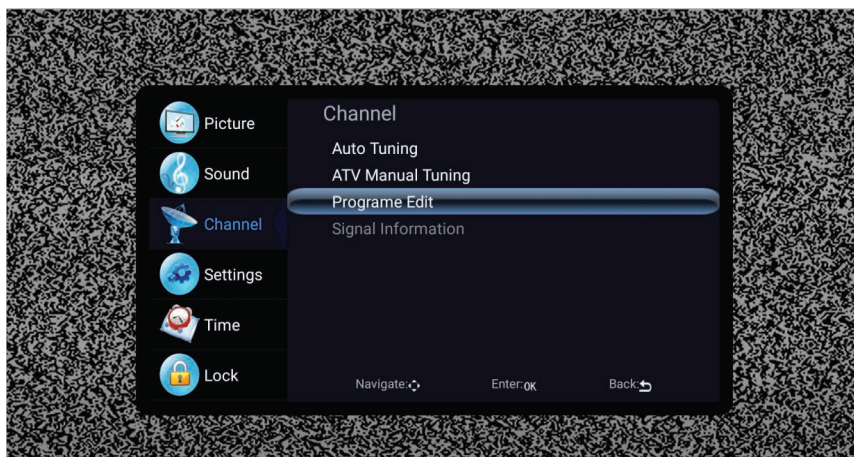 Picture
Sound
Channel
Settings
Time
Lock
Channel
Auto Tuning
ATV Manual Tuning
Programe Edit
Signal Information
Navigate:
Enter:OK
Back: